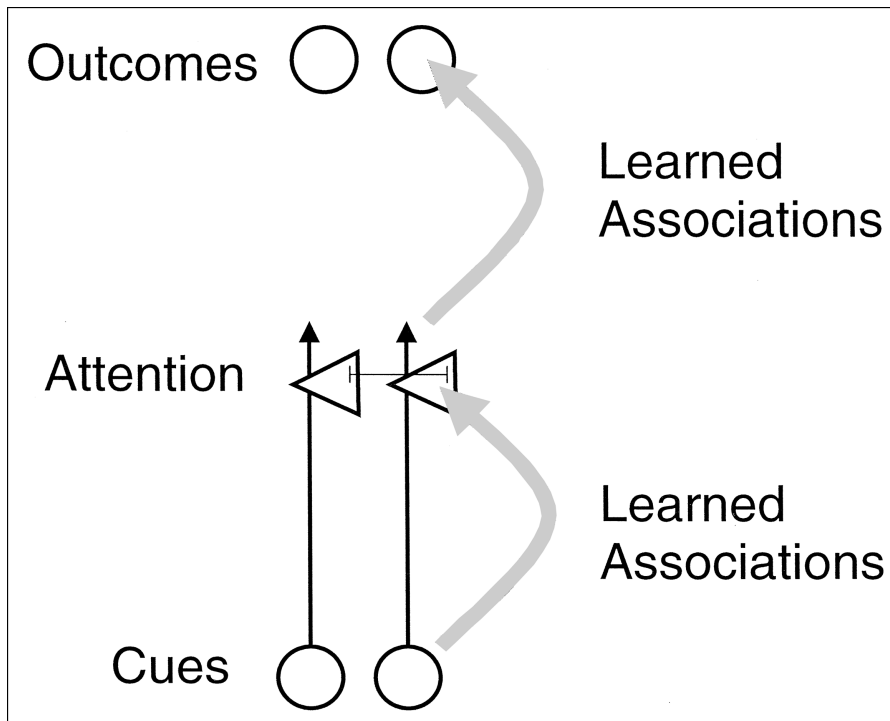 Outcomes
Learned
Associations
Attention
Learned
Associations
Cues